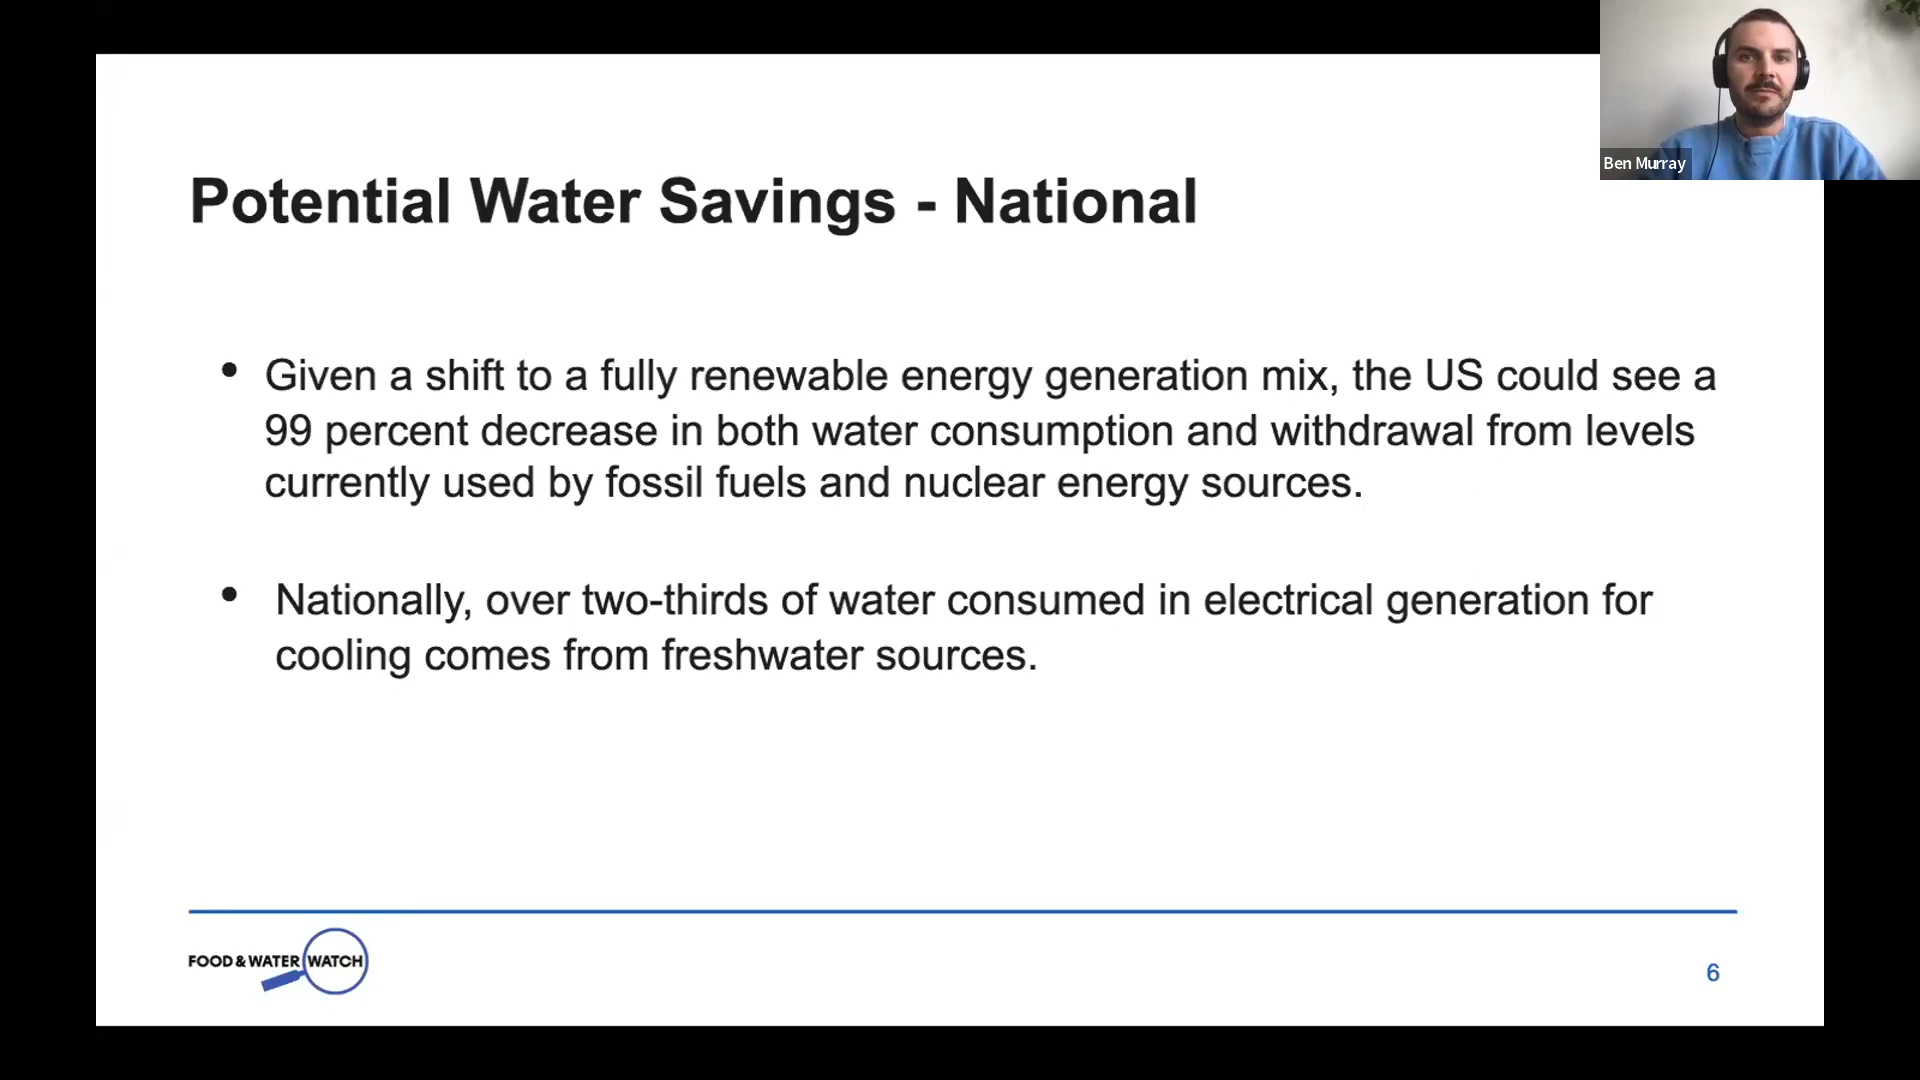 Ben Murray
Potential Water Savings - National
• Given a shift to a fully renewable energy generation mix, the US could see a
99 percent decrease in both water consumption and withdrawal from levels
currently used by fossil fuels and nuclear energy sources.
• Nationally, over two-thirds of water consumed in electrical generation for
cooling comes from freshwater sources.
FOOD & WATER WATCH
6